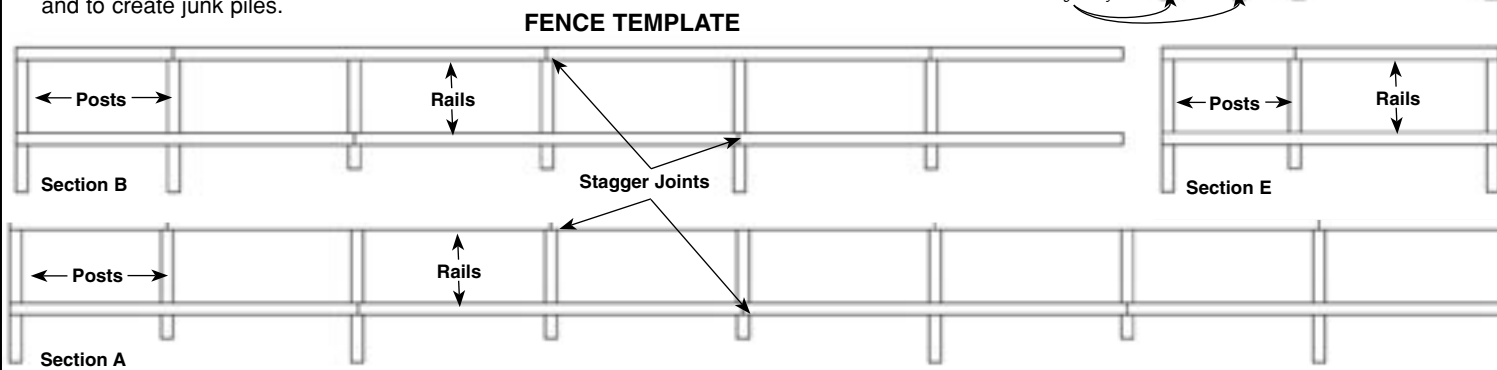 and to create junk piles.
FENCE TEMPLATE
Posts
Rails
Posts
Rails
Section B
Stagger Joints
Section E
Posts
Rails
Section A